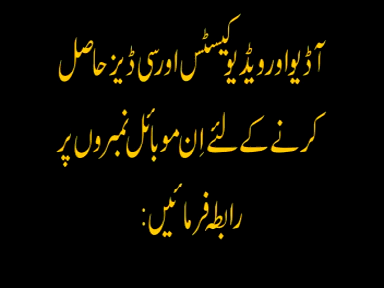 آڈیو اور ویڈیو کیسٹس اور سی ڈیز حاصل
کرنے کے لئے اِن موبائل نمبروں پر
رابطہ فرمائیں: